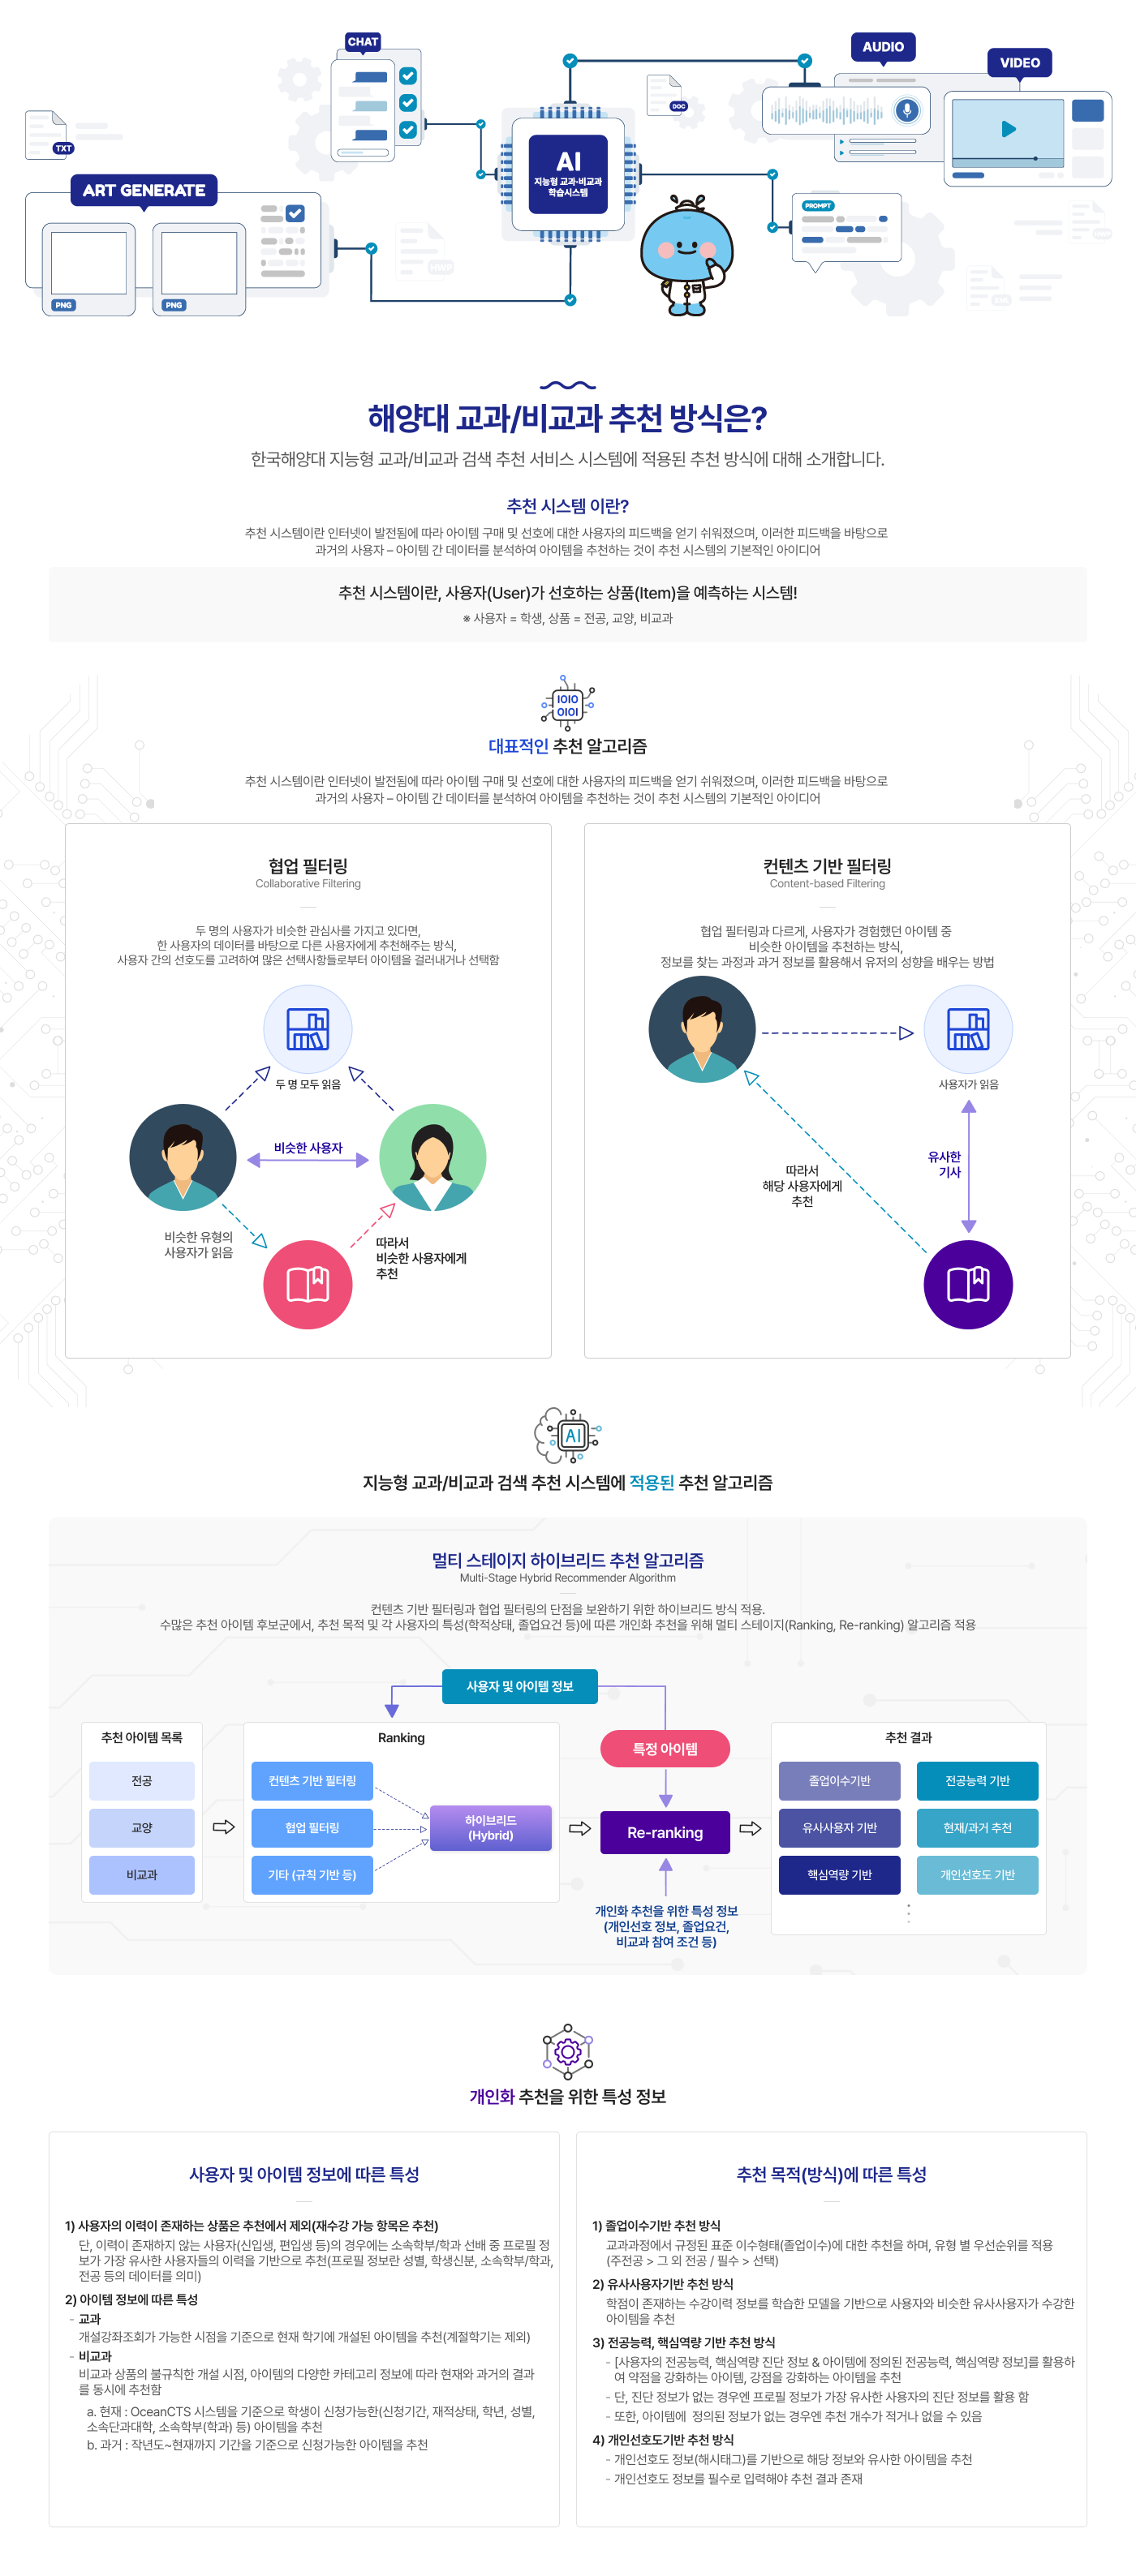 CHAT
AUDIO
VIDEO
TXT
DOC
AI
지능형 교과·비교과
학습시스템
ART GENERATE
PROMPT
HWP
PNG
PNG
해양대 교과/비교과 추천 방식은?
한국해양대 지능형 교과/비교과 검색 추천 서비스 시스템에 적용된 추천 방식에 대해 소개합니다.
추천 시스템 이란?
추천 시스템이란 인터넷이 발전됨에 따라 아이템 구매 및 선호에 대한 사용자의 피드백을 얻기 쉬워졌으며, 이러한 피드백을 바탕으로
과거의 사용자 – 아이템 간 데이터를 분석하여 아이템을 추천하는 것이 추천 시스템의 기본적인 아이디어
추천 시스템이란, 사용자(User)가 선호하는 상품(Item)을 예측하는 시스템!
※ 사용자 = 학생, 상품 = 전공, 교양, 비교과
IOIO
OIOI
대표적인 추천 알고리즘
추천 시스템이란 인터넷이 발전됨에 따라 아이템 구매 및 선호에 대한 사용자의 피드백을 얻기 쉬워졌으며, 이러한 피드백을 바탕으로
과거의 사용자 – 아이템 간 데이터를 분석하여 아이템을 추천하는 것이 추천 시스템의 기본적인 아이디어
협업 필터링
Collaborative Filtering
두 명의 사용자가 비슷한 관심사를 가지고 있다면,
한 사용자의 데이터를 바탕으로 다른 사용자에게 추천해주는 방식,
사용자 간의 선호도를 고려하여 많은 선택사항들로부터 아이템을 걸러내거나 선택함
두 명 모두 읽음
비슷한 사용자
비슷한 유형의
사용자가 읽음
따라서
비슷한 사용자에게
추천
컨텐츠 기반 필터링
Content-based Filtering
협업 필터링과 다르게, 사용자가 경험했던 아이템 중
비슷한 아이템을 추천하는 방식,
정보를 찾는 과정과 과거 정보를 활용해서 유저의 성향을 배우는 방법
사용자가 읽음
유사한
기사
따라서
해당 사용자에게
추천
AI
지능형 교과/비교과 검색 추천 시스템에 적용된 추천 알고리즘
멀티 스테이지 하이브리드 추천 알고리즘
Multi-Stage Hybrid Recommender Algorithm
컨텐츠 기반 필터링과 협업 필터링의 단점을 보완하기 위한 하이브리드 방식 적용.
수많은 추천 아이템 후보군에서, 추천 목적 및 각 사용자의 특성(학적상태, 졸업요건 등)에 따른 개인화 추천을 위해 멀티 스테이지(Ranking, Re-ranking) 알고리즘 적용
사용자 및 아이템 정보
추천 아이템 목록
전공
교양
비교과
Ranking
컨텐츠 기반 필터링
협업 필터링
기타 (규칙 기반 등)
하이브리드
(Hybrid)
특정 아이템
Re-ranking
개인화 추천을 위한 특성 정보
(개인선호 정보, 졸업요건,
비교과 참여 조건 등)
추천 결과
졸업이수기반
전공능력 기반
유사사용자 기반
현재/과거 추천
핵심역량 기반
개인선호도 기반
개인화 추천을 위한 특성 정보
사용자 및 아이템 정보에 따른 특성
1) 사용자의 이력이 존재하는 상품은 추천에서 제외(재수강 가능 항목은 추천)
단, 이력이 존재하지 않는 사용자(신입생, 편입생 등)의 경우에는 소속학부/학과 선배 중 프로필 정
보가 가장 유사한 사용자들의 이력을 기반으로 추천(프로필 정보란 성별, 학생신분, 소속학부/학과,
전공 등의 데이터를 의미)
2) 아이템 정보에 따른 특성
- 교과
개설강좌조회가 가능한 시점을 기준으로 현재 학기에 개설된 아이템을 추천(계절학기는 제외)
- 비교과
비교과 상품의 불규칙한 개설 시점, 아이템의 다양한 카테고리 정보에 따라 현재와 과거의 결과
를 동시에 추천함
a. 현재 : OceanCTS 시스템을 기준으로 학생이 신청가능한(신청기간, 재적상태, 학년, 성별,
소속단과대학, 소속학부(학과) 등) 아이템을 추천
b. 과거 : 작년도~현재까지 기간을 기준으로 신청가능한 아이템을 추천
추천 목적(방식)에 따른 특성
1) 졸업이수기반 추천 방식
교과과정에서 규정된 표준 이수형태(졸업이수)에 대한 추천을 하며, 유형 별 우선순위를 적용
(주전공 > 그 외 전공 / 필수 > 선택)
2) 유사사용자기반 추천 방식
학점이 존재하는 수강이력 정보를 학습한 모델을 기반으로 사용자와 비슷한 유사사용자가 수강한
아이템을 추천
3) 전공능력, 핵심역량 기반 추천 방식
- [사용자의 전공능력, 핵심역량 진단 정보 & 아이템에 정의된 전공능력, 핵심역량 정보]를 활용하
여 약점을 강화하는 아이템, 강점을 강화하는 아이템을 추천
- 단, 진단 정보가 없는 경우엔 프로필 정보가 가장 유사한 사용자의 진단 정보를 활용 함
- 또한, 아이템에 정의된 정보가 없는 경우엔 추천 개수가 적거나 없을 수 있음
4) 개인선호도기반 추천 방식
- 개인선호도 정보(해시태그)를 기반으로 해당 정보와 유사한 아이템을 추천
- 개인선호도 정보를 필수로 입력해야 추천 결과 존재